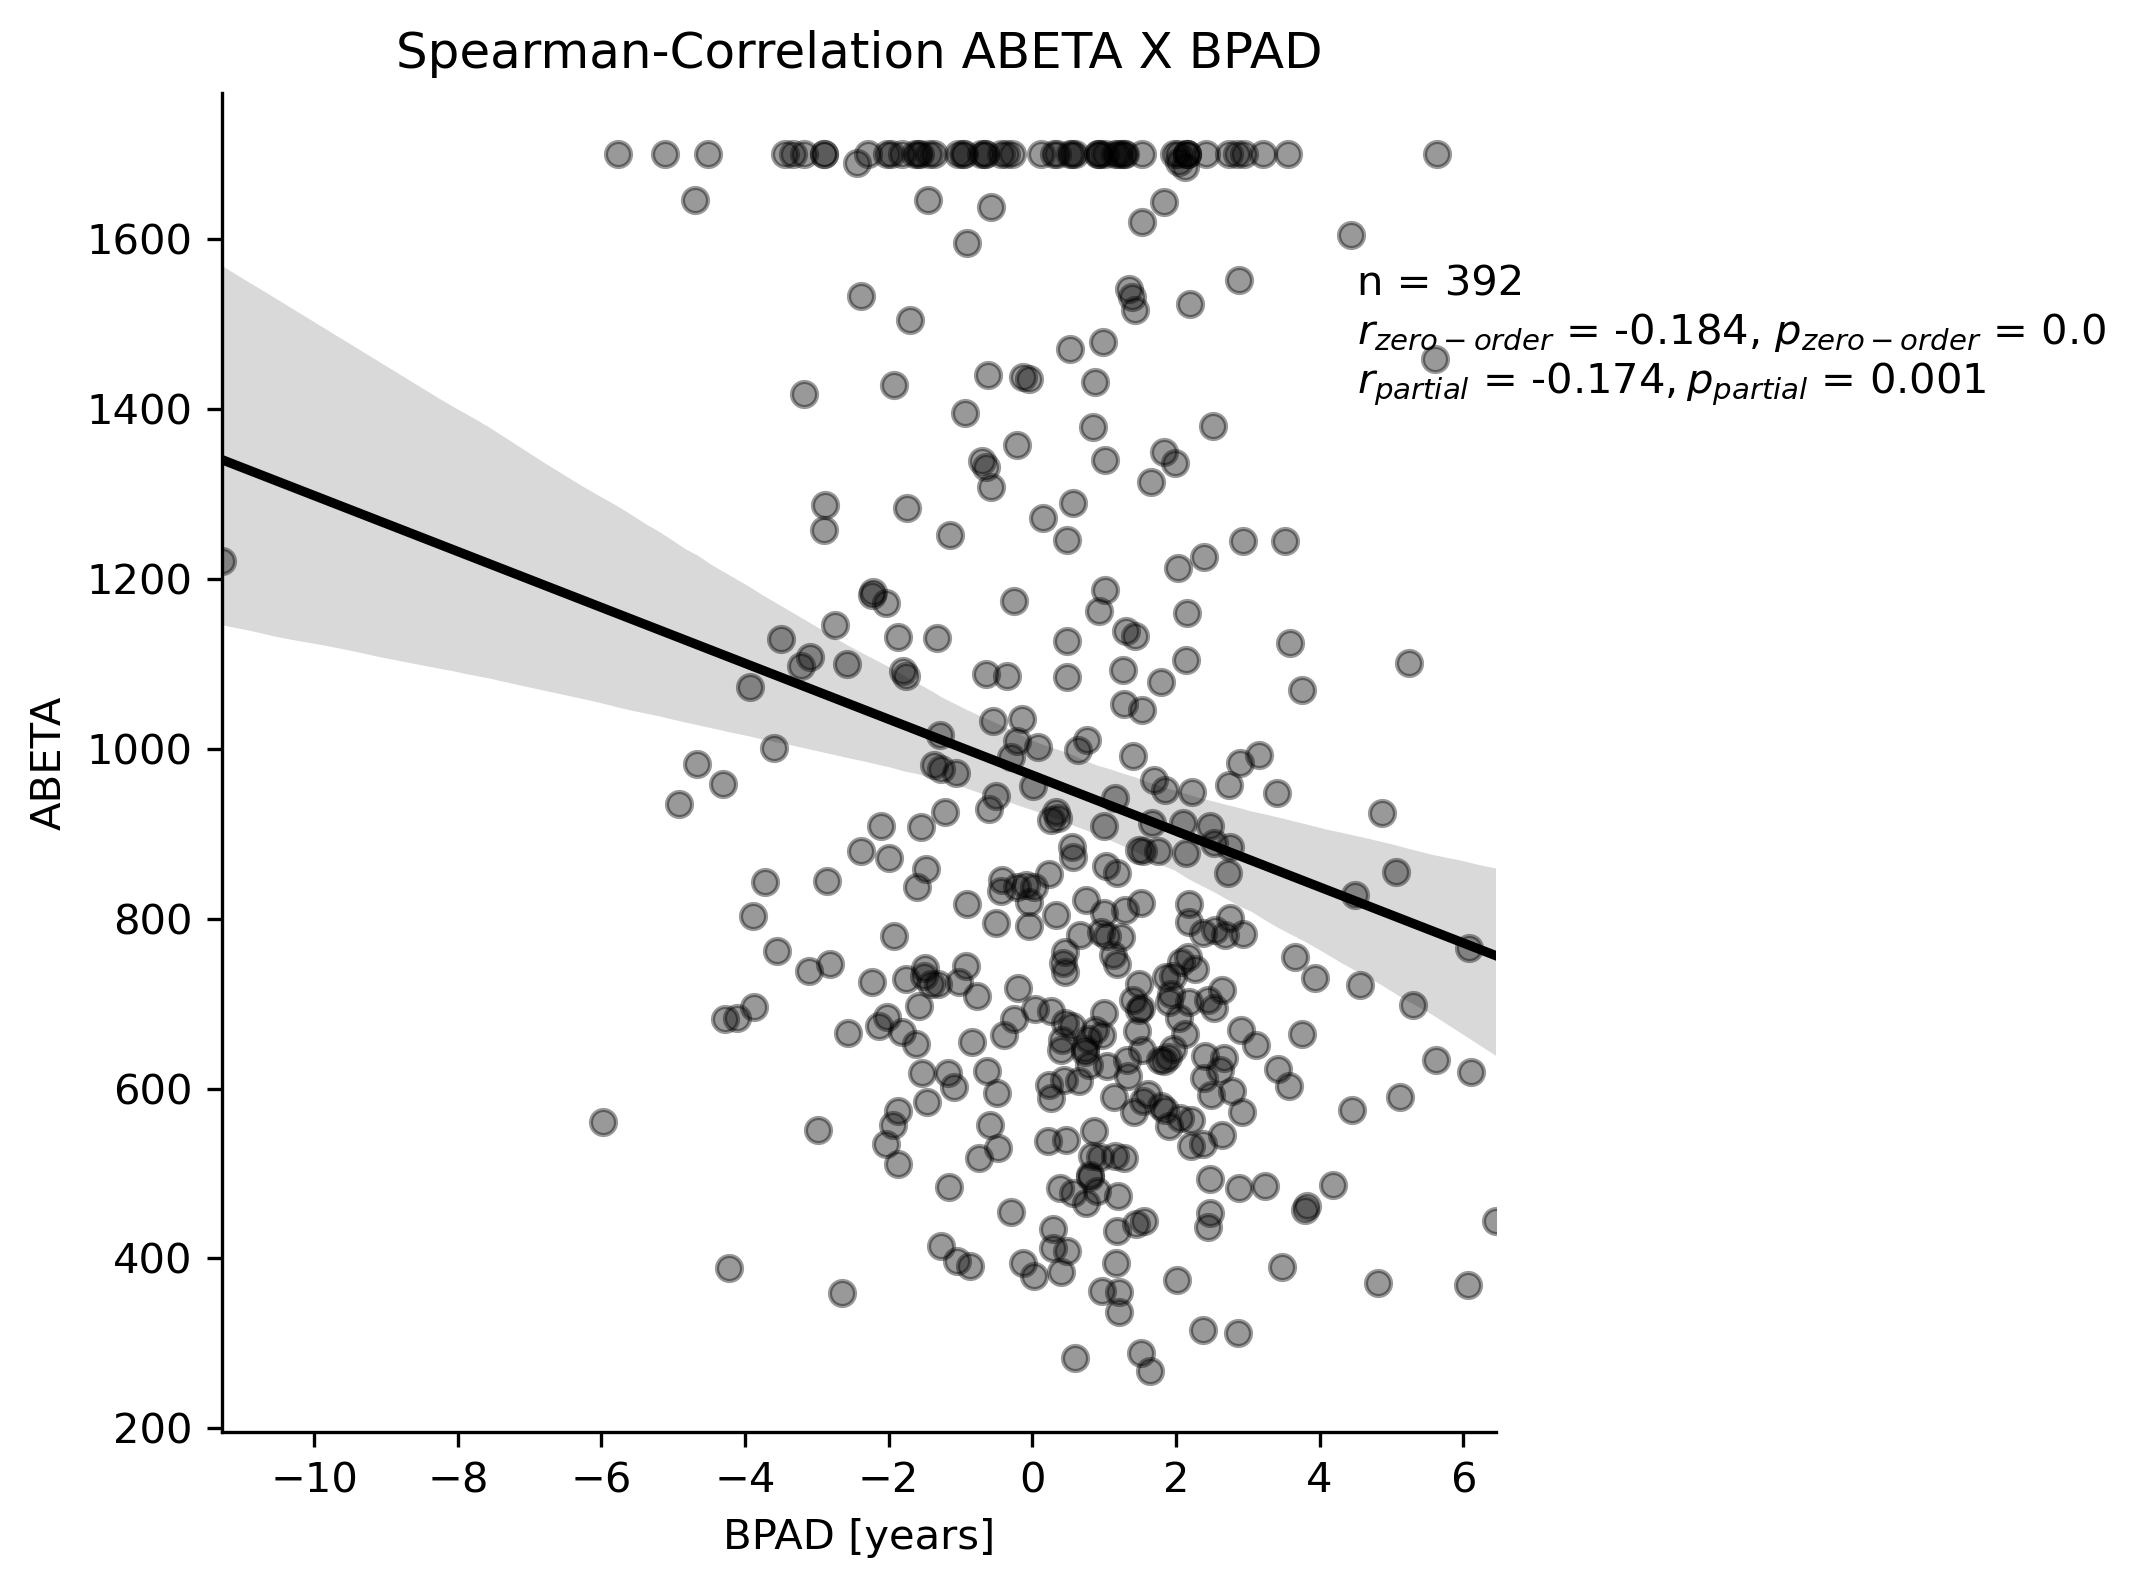 Spearman-Correlation ABETA X BPAD
1600
1400
1200
1000
800
600
400
200
ABETA
n = 392
r_zero−order = -0.184, p_zero−order = 0.0
r_partial = -0.174, p_partial = 0.001
−10 −8 −6 −4 −2 0 2 4 6
BPAD [years]